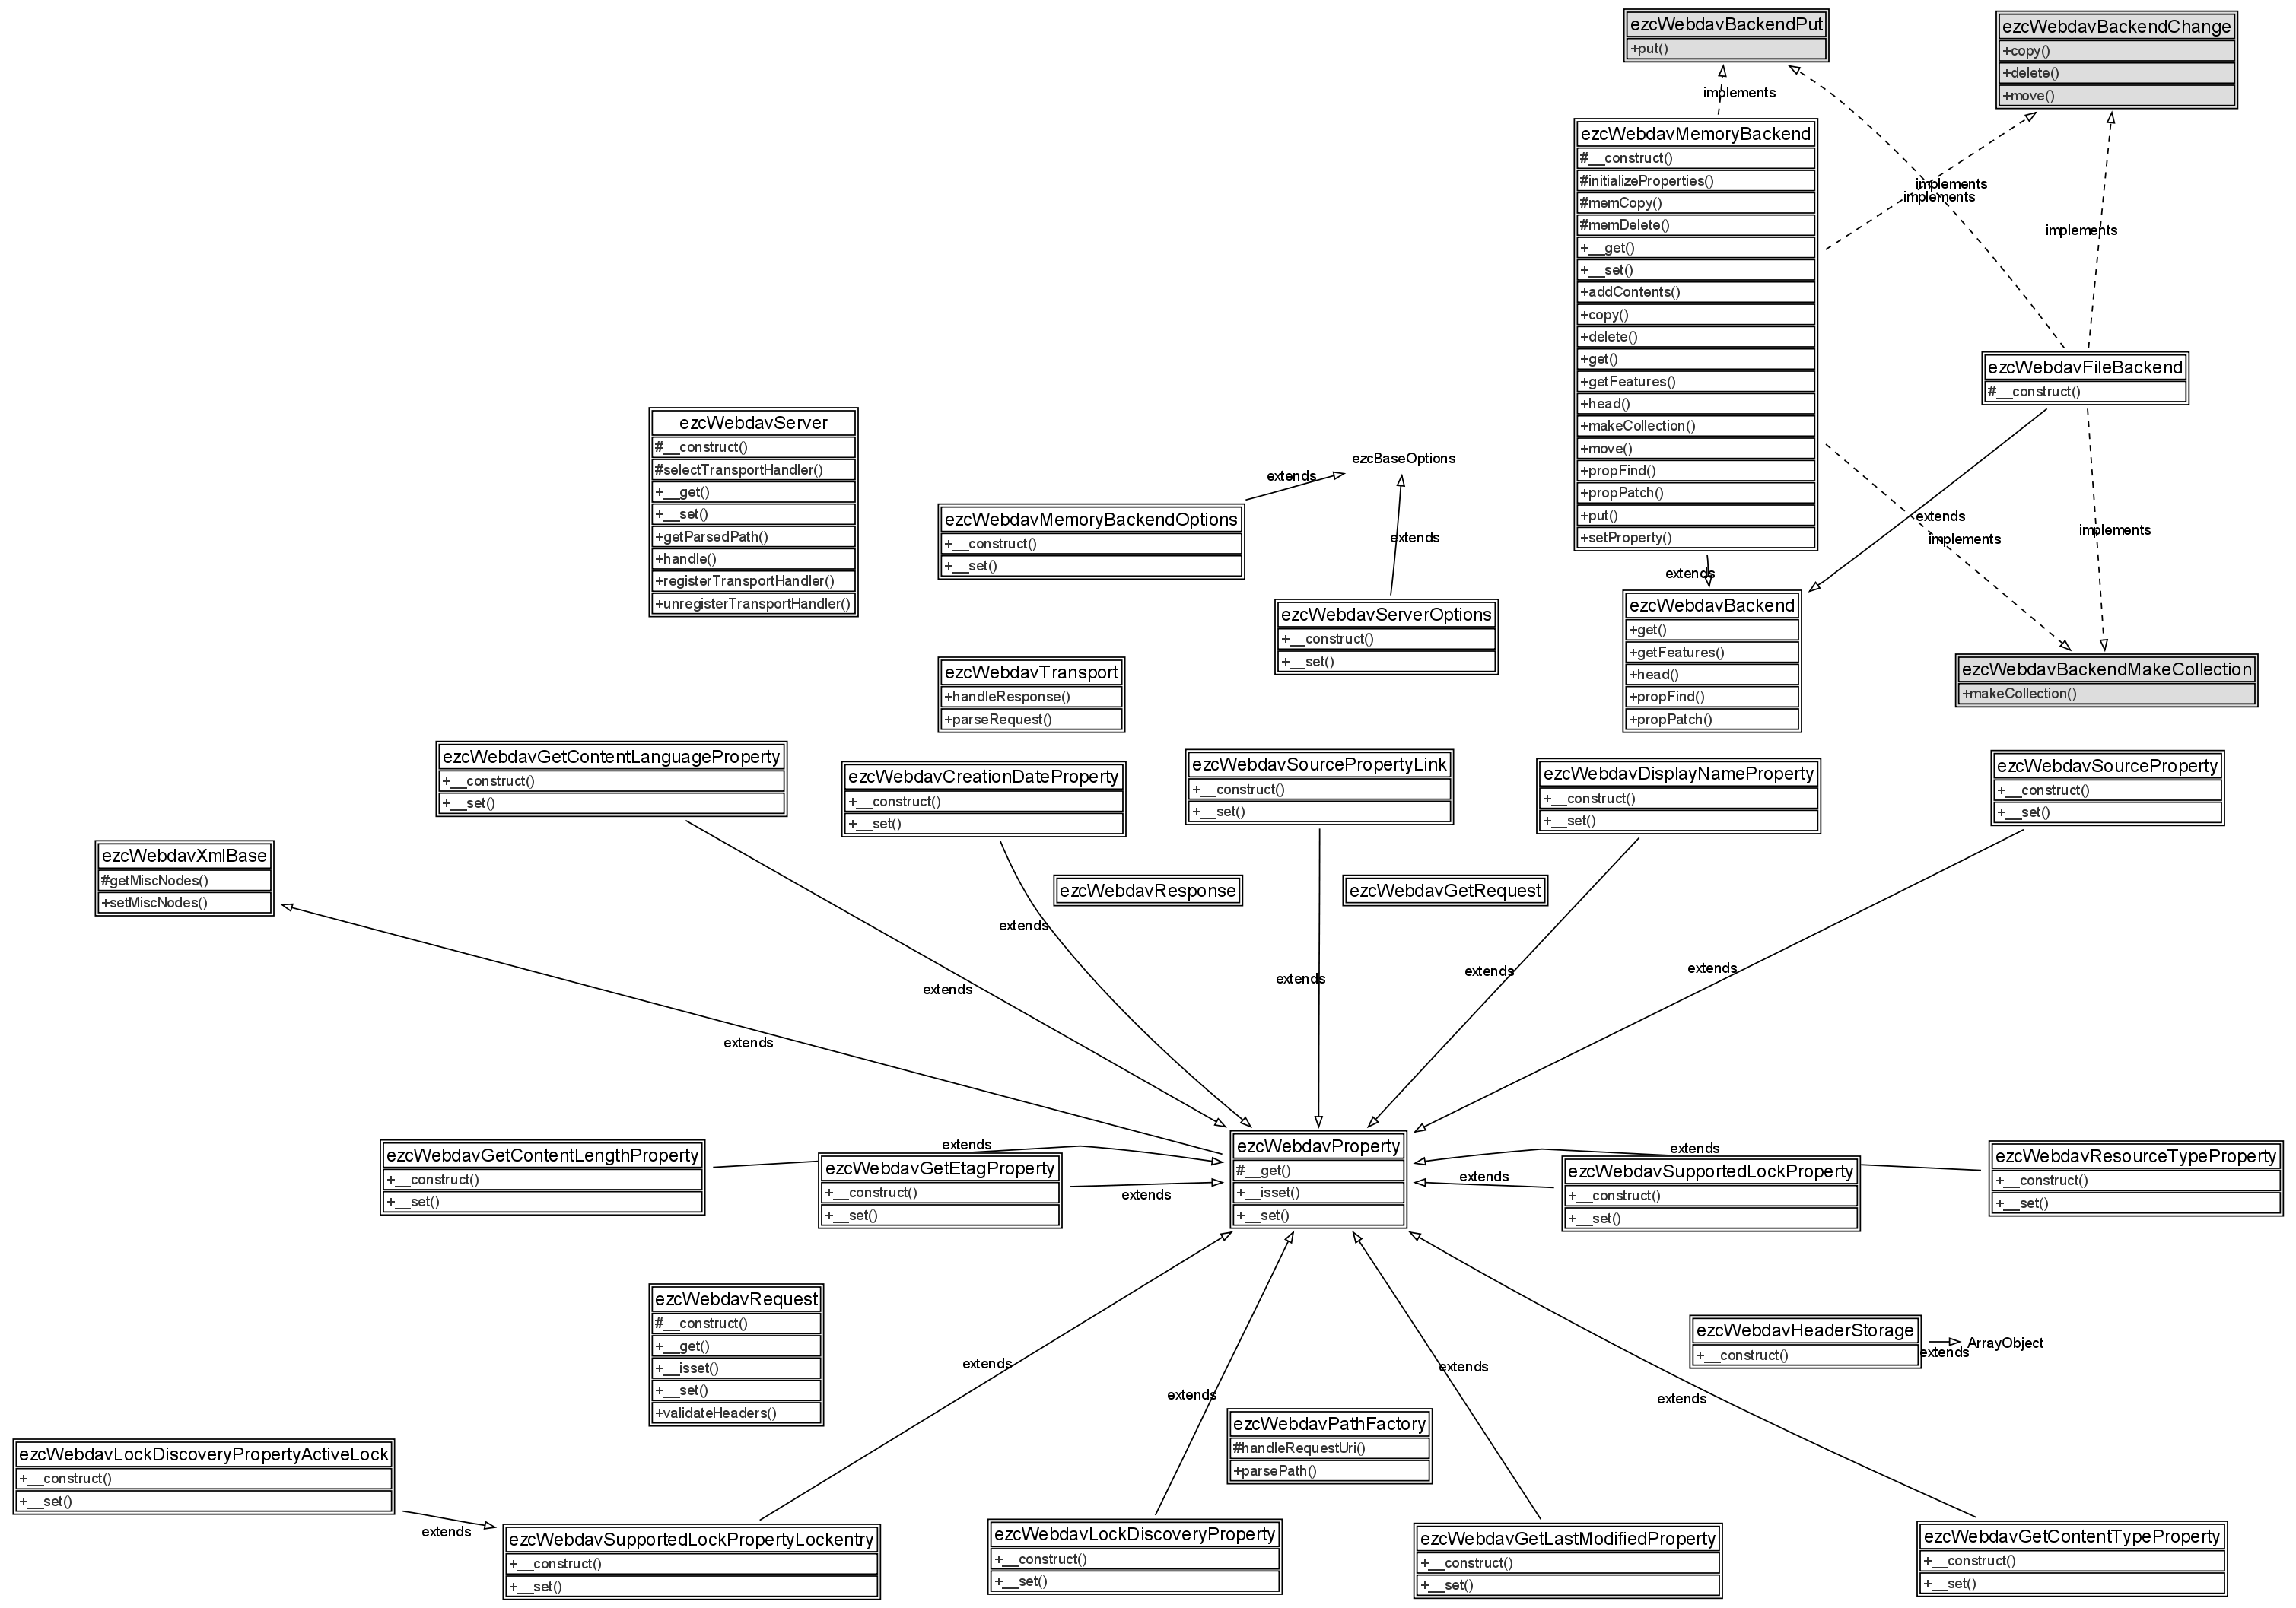 ezcWebdavBackendPut
+put()
ezcWebdavBackendChange
+copy()
+delete()
+move()
implements
ezcWebdavMemoryBackend
#__construct()
#initializeProperties()
#memCopy()
#memDelete()
+__get()
+__set()
+addContents()
+copy()
+delete()
+get()
+getFeatures()
+head()
+makeCollection()
+move()
+propFind()
+propPatch()
+put()
+setProperty()
implements
implements
implements
ezcWebdavFileBackend
#__construct()
ezcWebdavServer
#__construct()
#selectTransportHandler()
+__get()
+__set()
+getParsedPath()
+handle()
+registerTransportHandler()
+unregisterTransportHandler()
ezcBaseOptions
extends
ezcWebdavMemoryBackendOptions
+__construct()
+__set()
extends
extends
implements
implements
extends
ezcWebdavServerOptions
+__construct()
+__set()
ezcWebdavBackend
+get()
+getFeatures()
+head()
+propFind()
+propPatch()
ezcWebdavBackendMakeCollection
+makeCollection()
ezcWebdavTransport
+handleResponse()
+parseRequest()
ezcWebdavGetContentLanguageProperty
+__construct()
+__set()
ezcWebdavCreationDateProperty
+__construct()
+__set()
ezcWebdavSourcePropertyLink
+__construct()
+__set()
ezcWebdavDisplayNameProperty
+__construct()
+__set()
ezcWebdavSourceProperty
+__construct()
+__set()
ezcWebdavXmlBase
#getMiscNodes()
+setMiscNodes()
ezcWebdavResponse
ezcWebdavGetRequest
extends
extends
extends
extends
extends
extends
ezcWebdavGetContentLengthProperty
+__construct()
+__set()
extends
ezcWebdavGetEtagProperty
+__construct()
+__set()
extends
ezcWebdavProperty
#__get()
+__isset()
+__set()
extends
extends
ezcWebdavSupportedLockProperty
+__construct()
+__set()
ezcWebdavResourceTypeProperty
+__construct()
+__set()
ezcWebdavRequest
#__construct()
+__get()
+__isset()
+__set()
+validateHeaders()
extends
extends
extends
extends
ezcWebdavHeaderStorage
+__construct()
extends
ArrayObject
ezcWebdavPathFactory
#handleRequestUri()
+parsePath()
ezcWebdavLockDiscoveryPropertyActiveLock
+__construct()
+__set()
extends
ezcWebdavSupportedLockPropertyLockentry
+__construct()
+__set()
ezcWebdavLockDiscoveryProperty
+__construct()
+__set()
ezcWebdavGetLastModifiedProperty
+__construct()
+__set()
ezcWebdavGetContentTypeProperty
+__construct()
+__set()